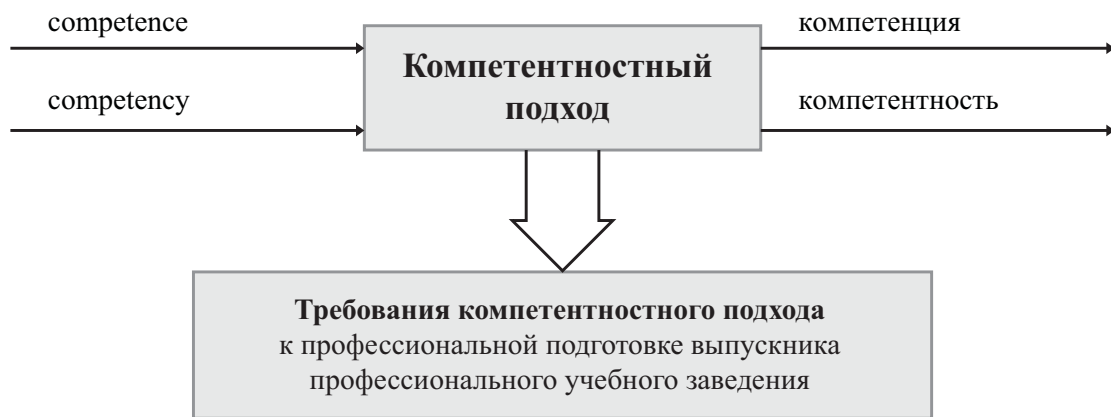 competence
компетенция
Компетентностный
подход
competency
компетентность
Требования компетентностного подхода
к профессиональной подготовке выпускника
профессионального учебного заведения